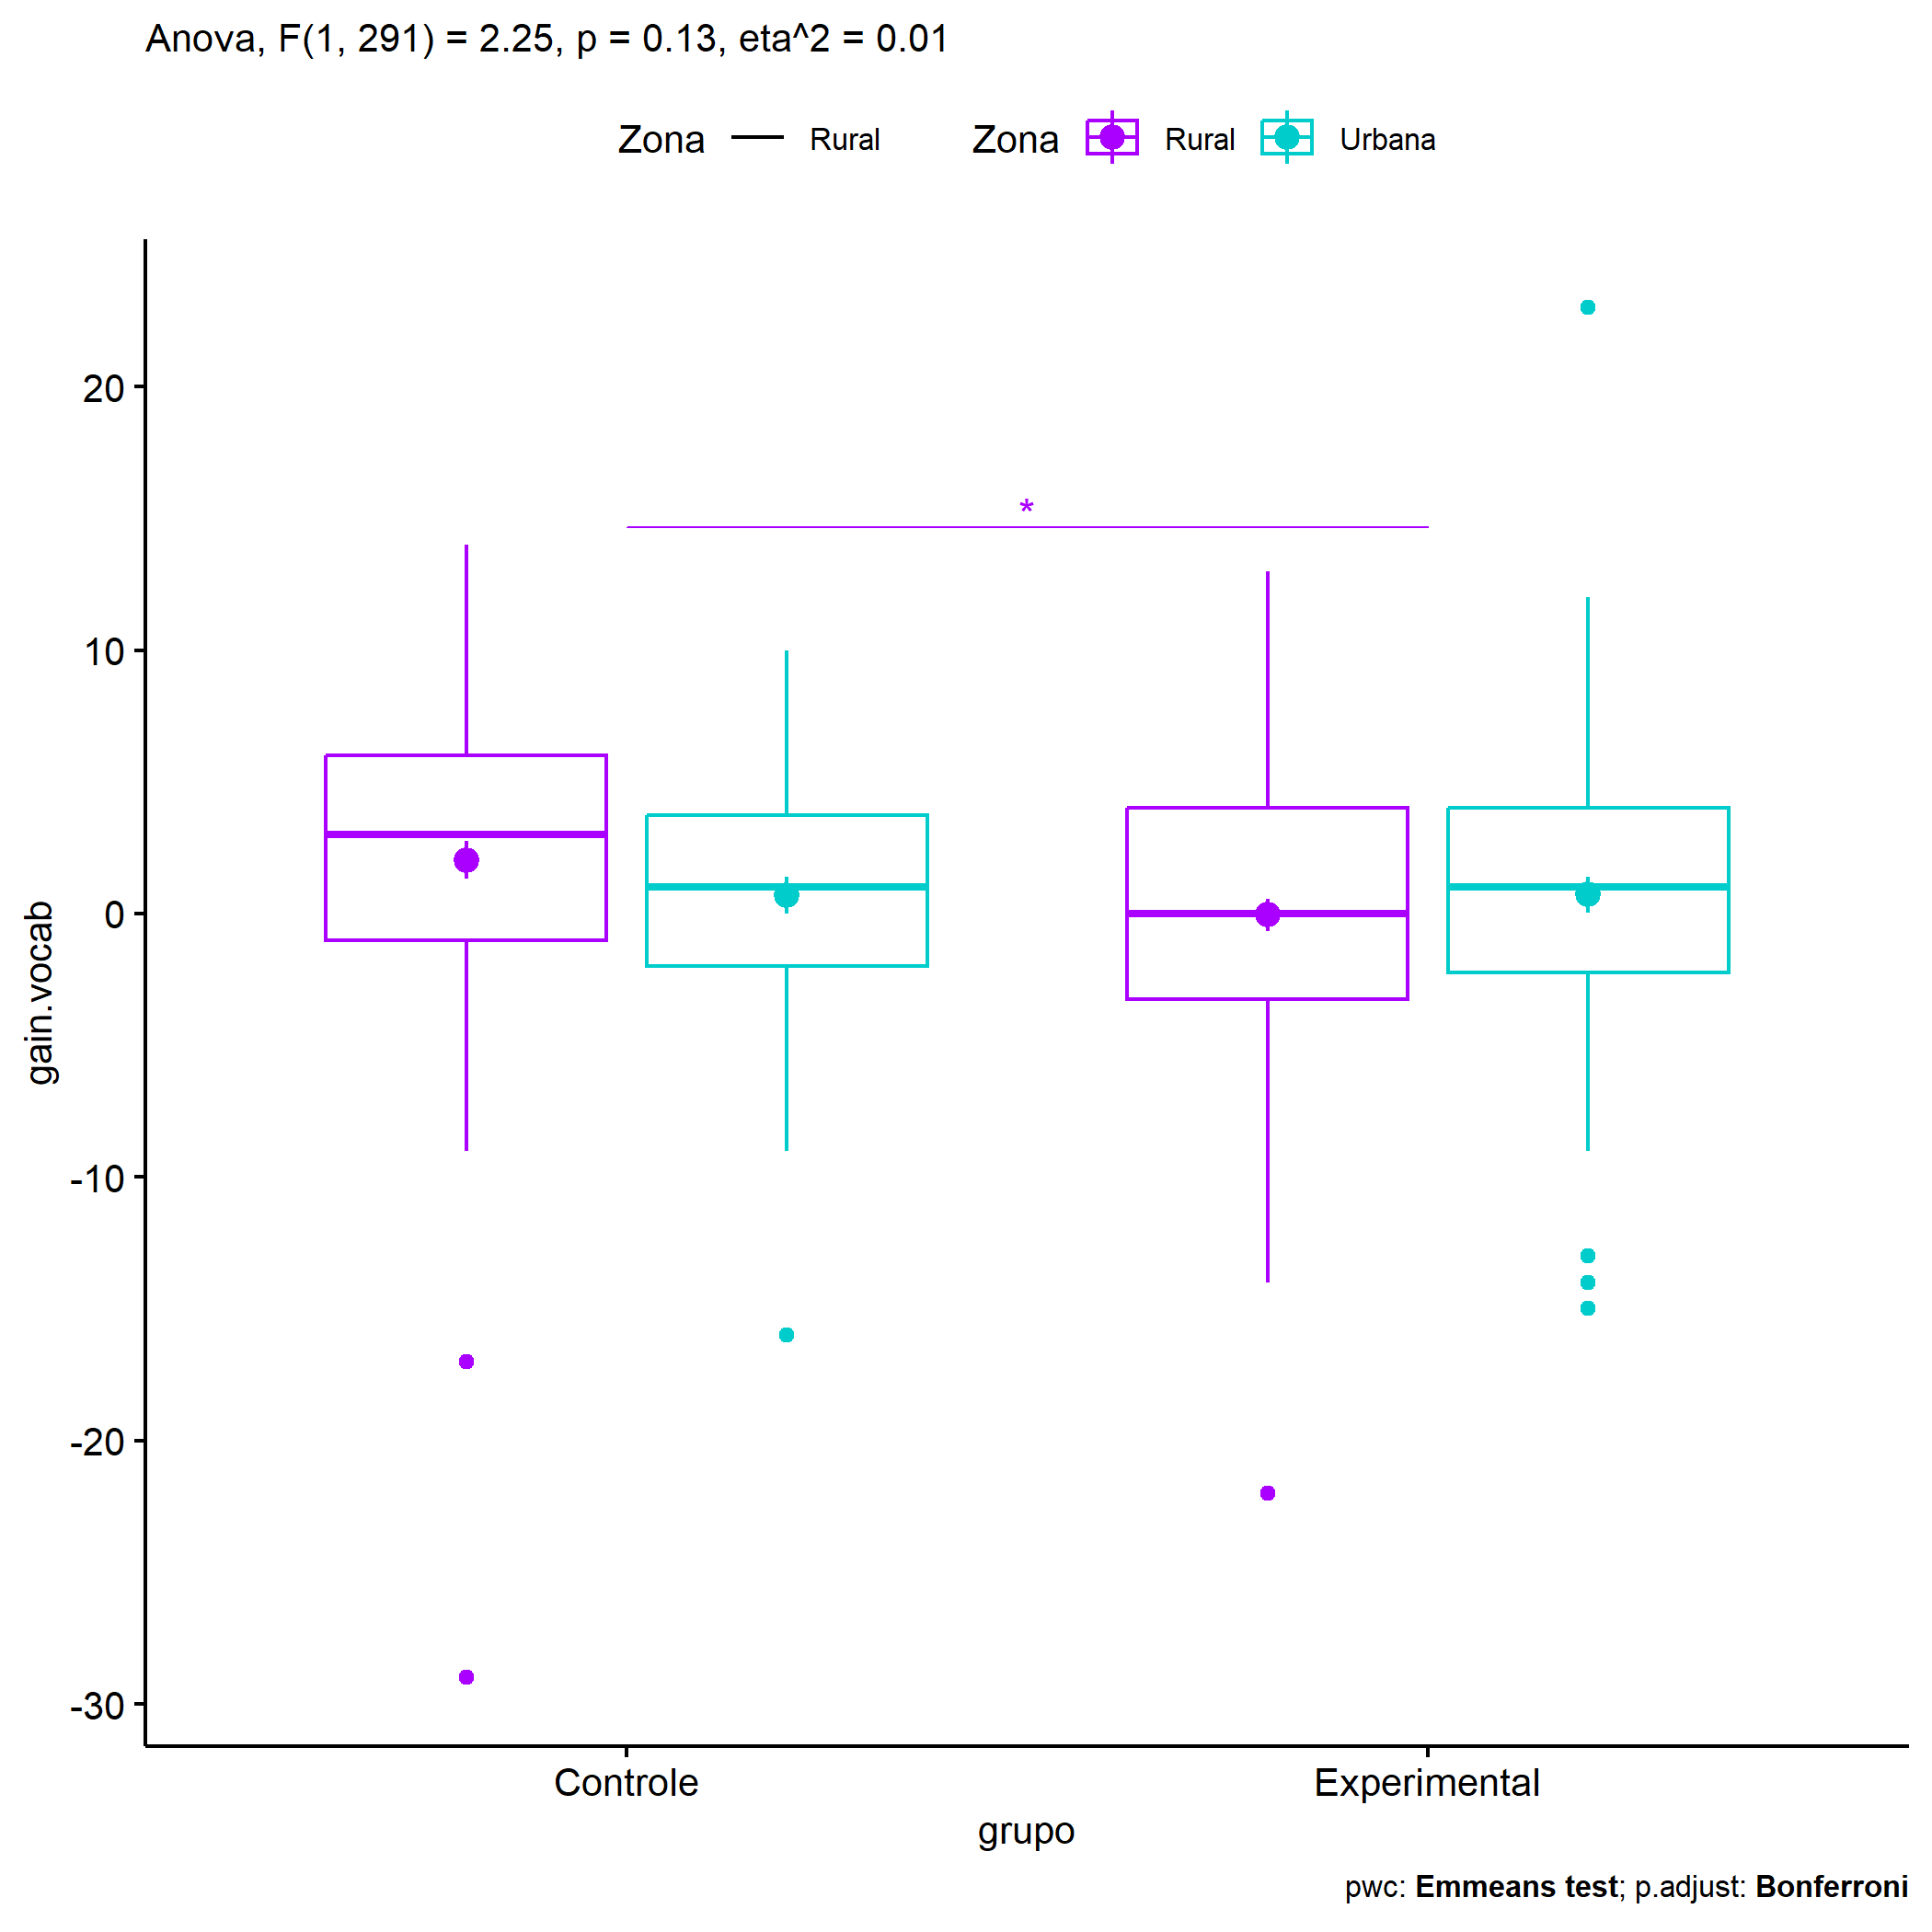 Anova, F(1, 291) = 2.25, p = 0.13, eta^2 = 0.01
Zona Rural Zona Rural Urbana
20
10
0
-10
-20
-30
gain.vocab
*
Controle Experimental
grupo
pwc: Emmeans test; p.adjust: Bonferroni